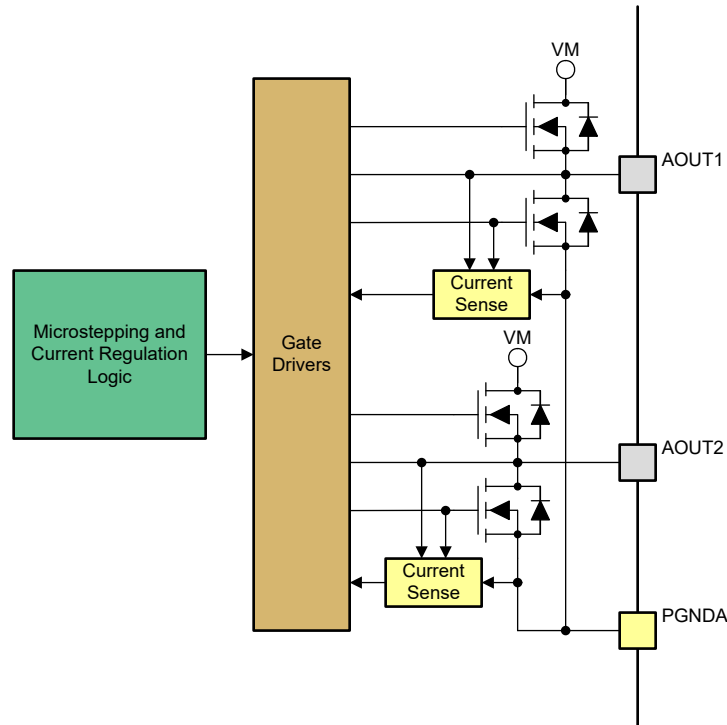 VM
AOUT1
Current
Sense
Microstepping and
Current Regulation
Logic
Gate
Drivers
VM
AOUT2
Current
Sense
PGNDA